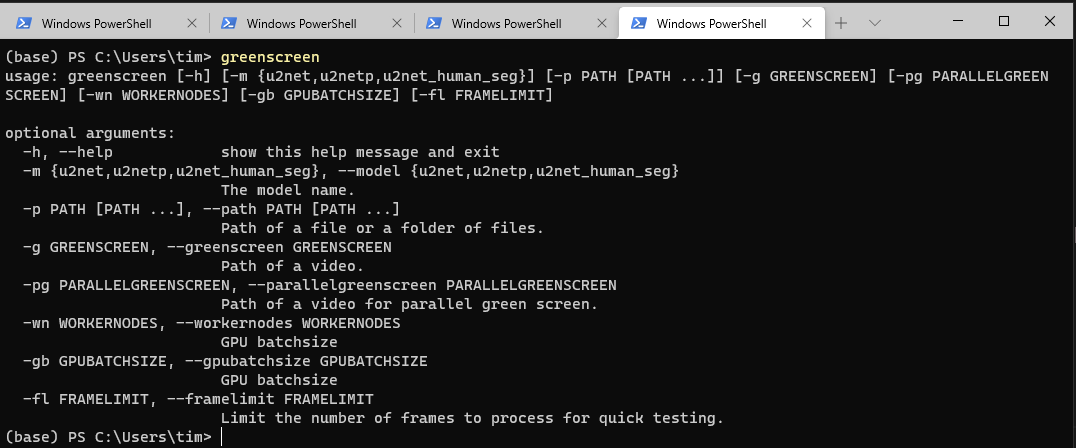 Windows PowerShell Windows PowerShell Windows PowerShell Windows PowerShell
(base) PS C:\Users\tim> greenscreen
usage: greenscreen [-h] [-m {u2net,u2netp,u2net_human_seg}] [-p PATH [PATH ...]] [-g GREENSCREEN] [-pg PARALLELGREEN
SCREEN] [-wn WORKERNODES] [-gb GPUBATCHSIZE] [-fl FRAMELIMIT]
optional arguments:
-h, --help show this help message and exit
-m {u2net,u2netp,u2net_human_seg}, --model {u2net,u2netp,u2net_human_seg}
The model name.
-p PATH [PATH ...], --path PATH [PATH ...]
Path of a file or a folder of files.
-g GREENSCREEN, --greenscreen GREENSCREEN
Path of a video.
-pg PARALLELGREENSCREEN, --parallelgreenscreen PARALLELGREENSCREEN
Path of a video for parallel green screen.
-wn WORKERNODES, --workernodes WORKERNODES
GPU batchsize
-gb GPUBATCHSIZE, --gpubatchsize GPUBATCHSIZE
GPU batchsize
-fl FRAMELIMIT, --framelimit FRAMELIMIT
Limit the number of frames to process for quick testing.
(base) PS C:\Users\tim>